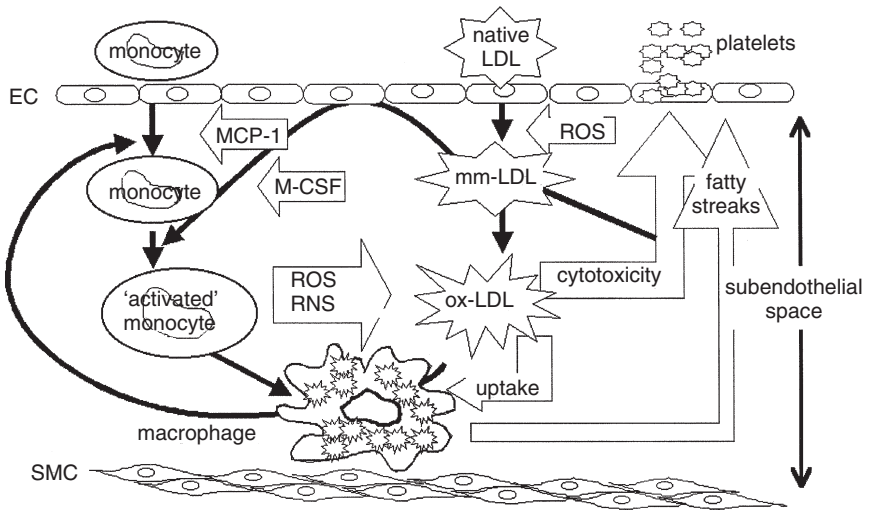 monocyte
native
LDL
platelets
EC
MCP-1
ROS
monocyte
M-CSF
mm-LDL
fatty
streaks
'activated'
monocyte
ROS
RNS
ox-LDL
cytotoxicity
subendothelial
space
uptake
macrophage
SMC